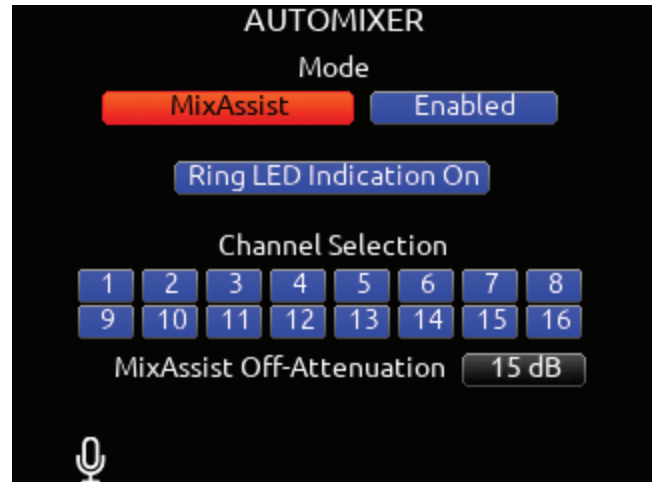 AUTOMIXER
Mode
MixAssist Enabled
Ring LED Indication On
Channel Selection
1 2 3 4 5 6 7 8
9 10 11 12 13 14 15 16
MixAssist Off-Attenuation 15 dB